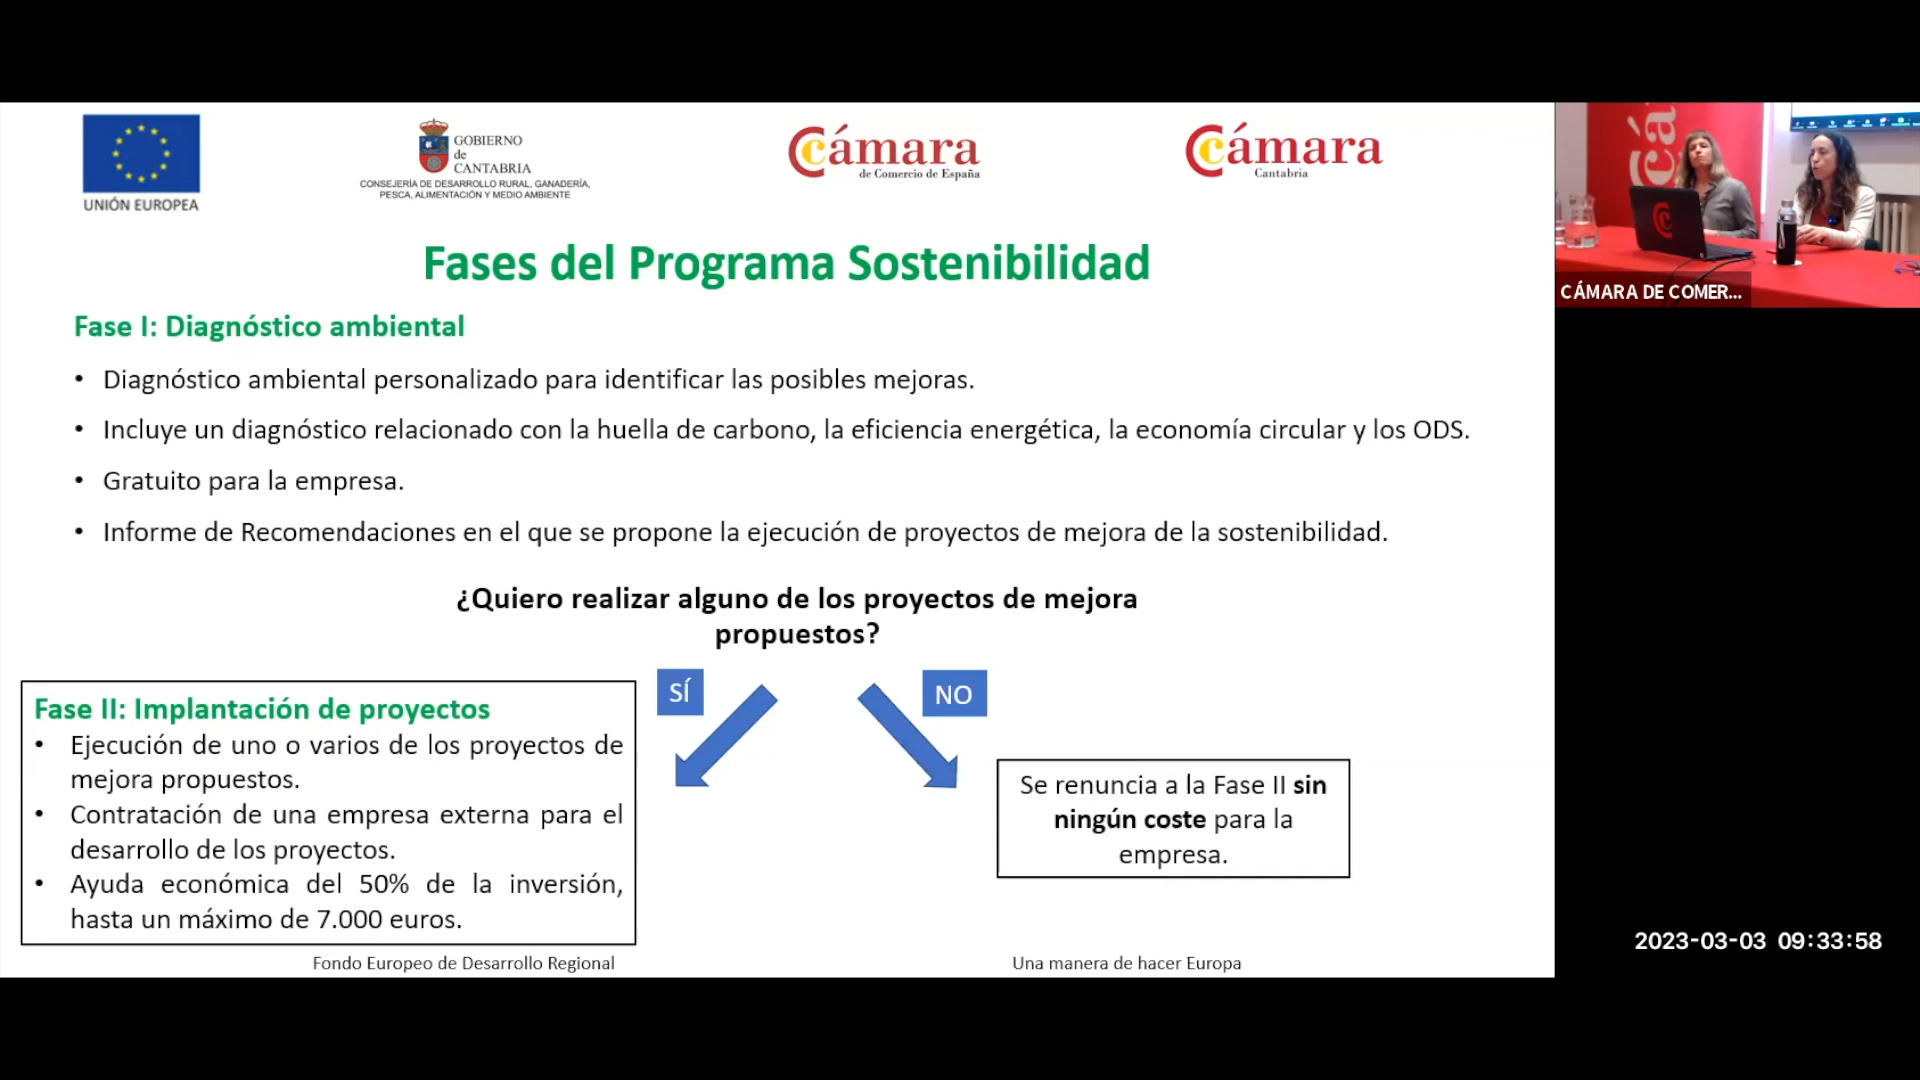 UNIÓN EUROPEA
GOBIERNO
de
CANTABRIA
CONSEJERÍA DE DESARROLLO RURAL, GANADERÍA,
PESCA, ALIMENTACIÓN Y MEDIO AMBIENTE
Cámara
de Comercio de España
Cámara
Cantabria
Fases del Programa Sostenibilidad
Fase I: Diagnóstico ambiental
• Diagnóstico ambiental personalizado para identificar las posibles mejoras.
• Incluye un diagnóstico relacionado con la huella de carbono, la eficiencia energética, la economía circular y los ODS.
• Gratuito para la empresa.
• Informe de Recomendaciones en el que se propone la ejecución de proyectos de mejora de la sostenibilidad.
¿Quiero realizar alguno de los proyectos de mejora
propuestos?
SÍ
NO
Fase II: Implantación de proyectos
• Ejecución de uno o varios de los proyectos de
mejora propuestos.
• Contratación de una empresa externa para el
desarrollo de los proyectos.
• Ayuda económica del 50% de la inversión,
hasta un máximo de 7.000 euros.
Se renuncia a la Fase II sin
ningún coste para la
empresa.
Fondo Europeo de Desarrollo Regional
Una manera de hacer Europa
CÁMARA DE COMER...
2023-03-03 09:33:58